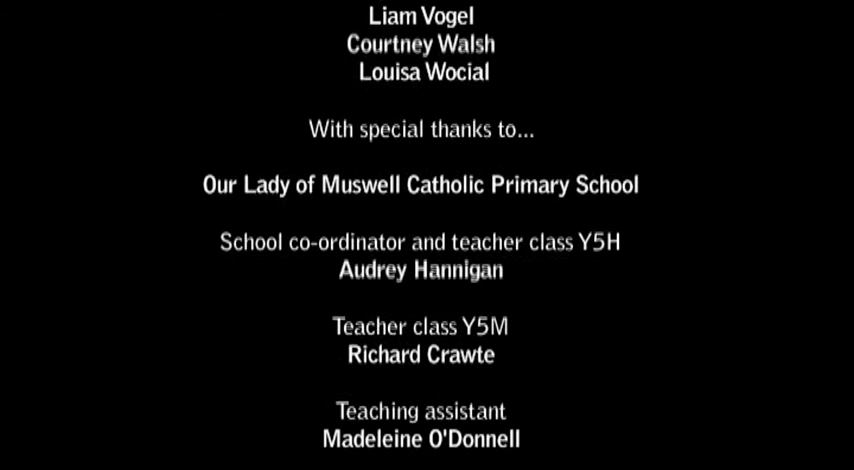 Liam Vogel
Courtney Walsh
Louisa Wocial
With special thanks to...
Our Lady of Muswell Catholic Primary School
School co-ordinator and teacher class Y5H
Audrey Hannigan
Teacher class Y5M
Richard Crawte
Teaching assistant
Madeleine O'Donnell